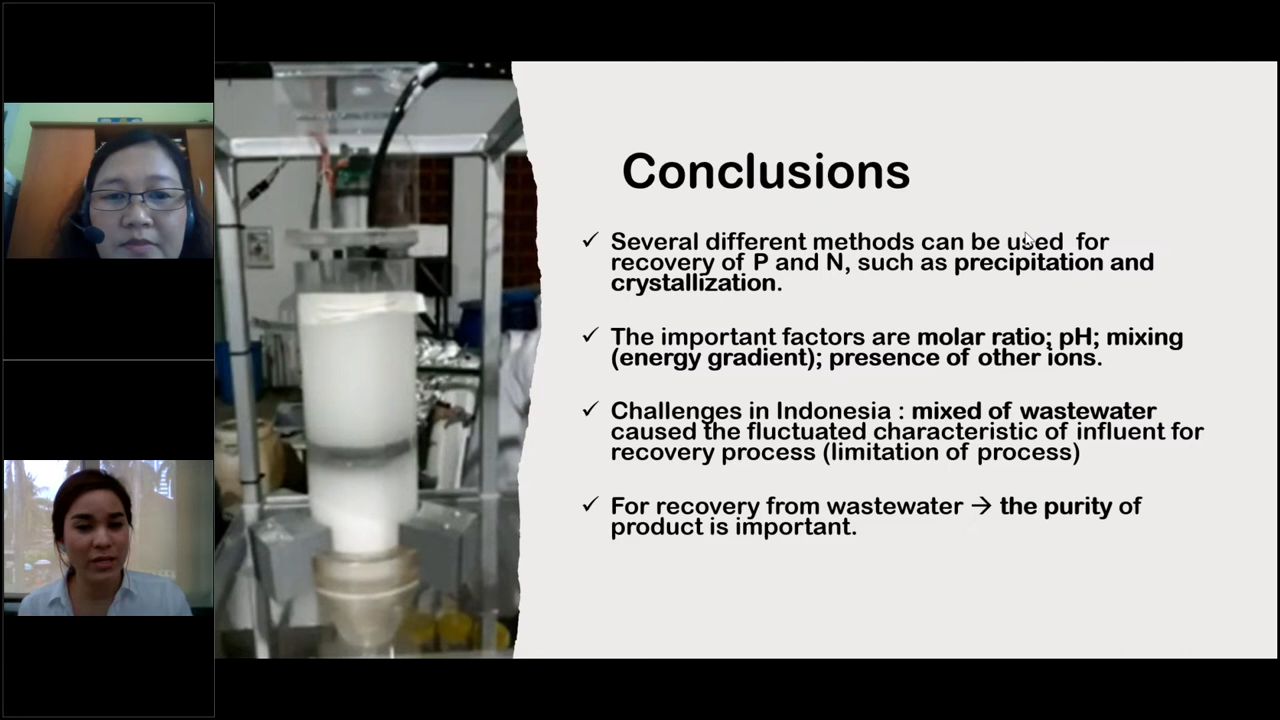 Conclusions
✓ Several different methods can be used for
recovery of P and N, such as precipitation and
crystallization.
✓ The important factors are molar ratio; pH; mixing
(energy gradient); presence of other ions.
✓ Challenges in Indonesia : mixed of wastewater
caused the fluctuated characteristic of influent for
recovery process (limitation of process)
✓ For recovery from wastewater → the purity of
product is important.